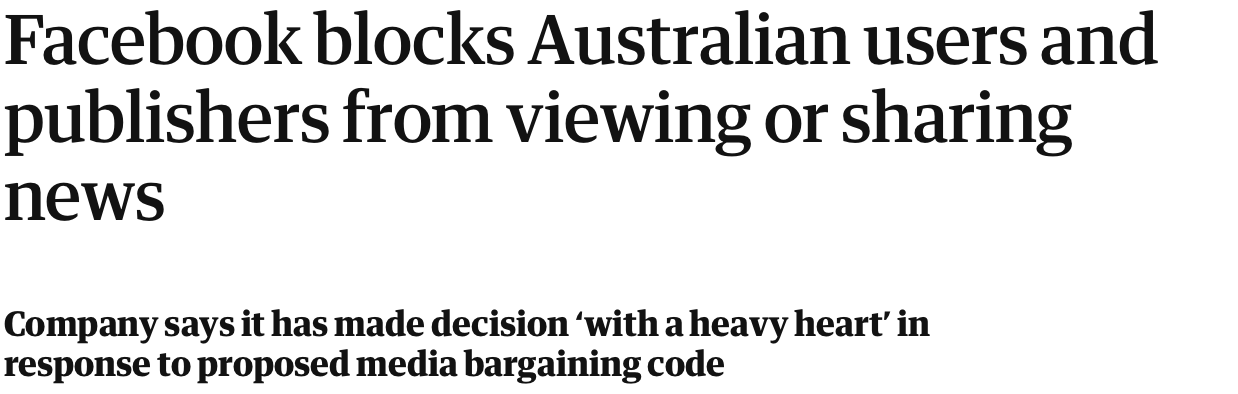 Facebook blocks Australian users and
publishers from viewing or sharing
news
Company says it has made decision ‘with a heavy heart’ in
response to proposed media bargaining code